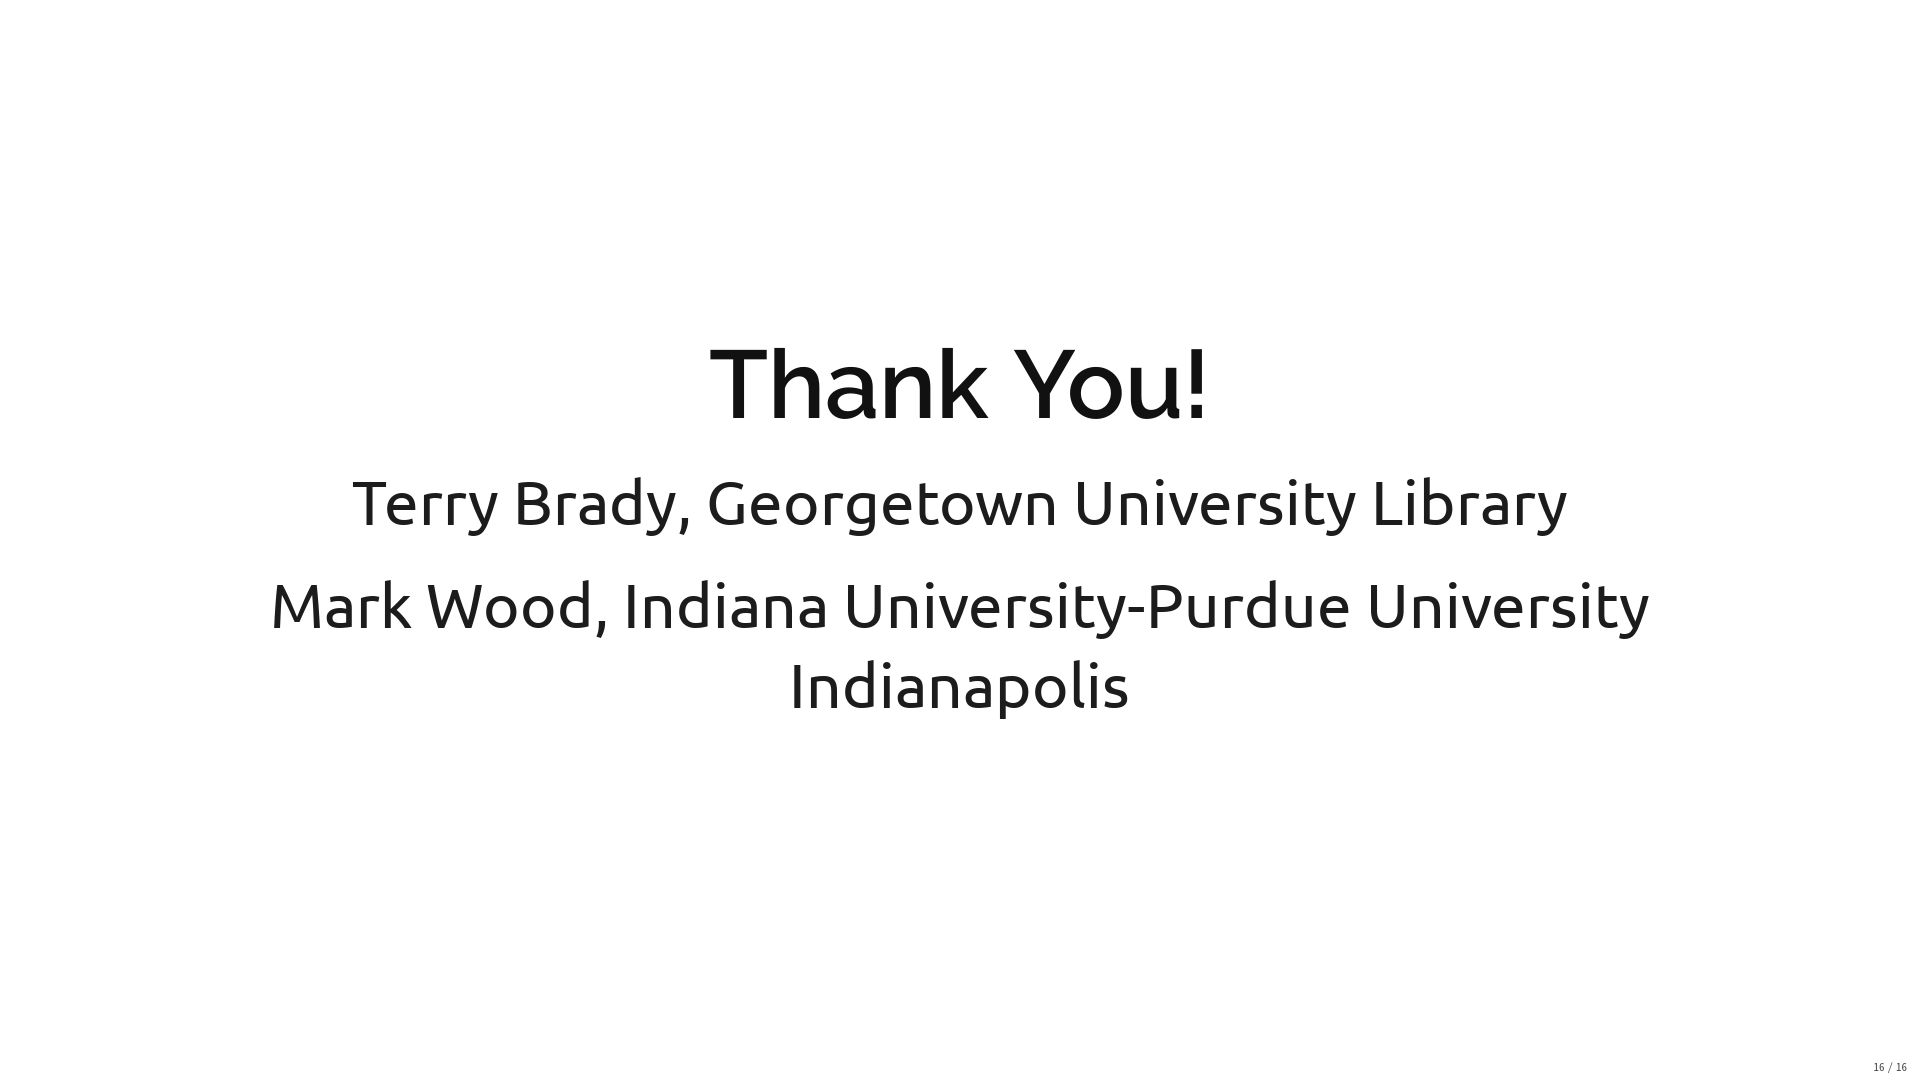 Thank You!
Terry Brady, Georgetown University Library
Mark Wood, Indiana University-Purdue University
Indianapolis
16 / 16